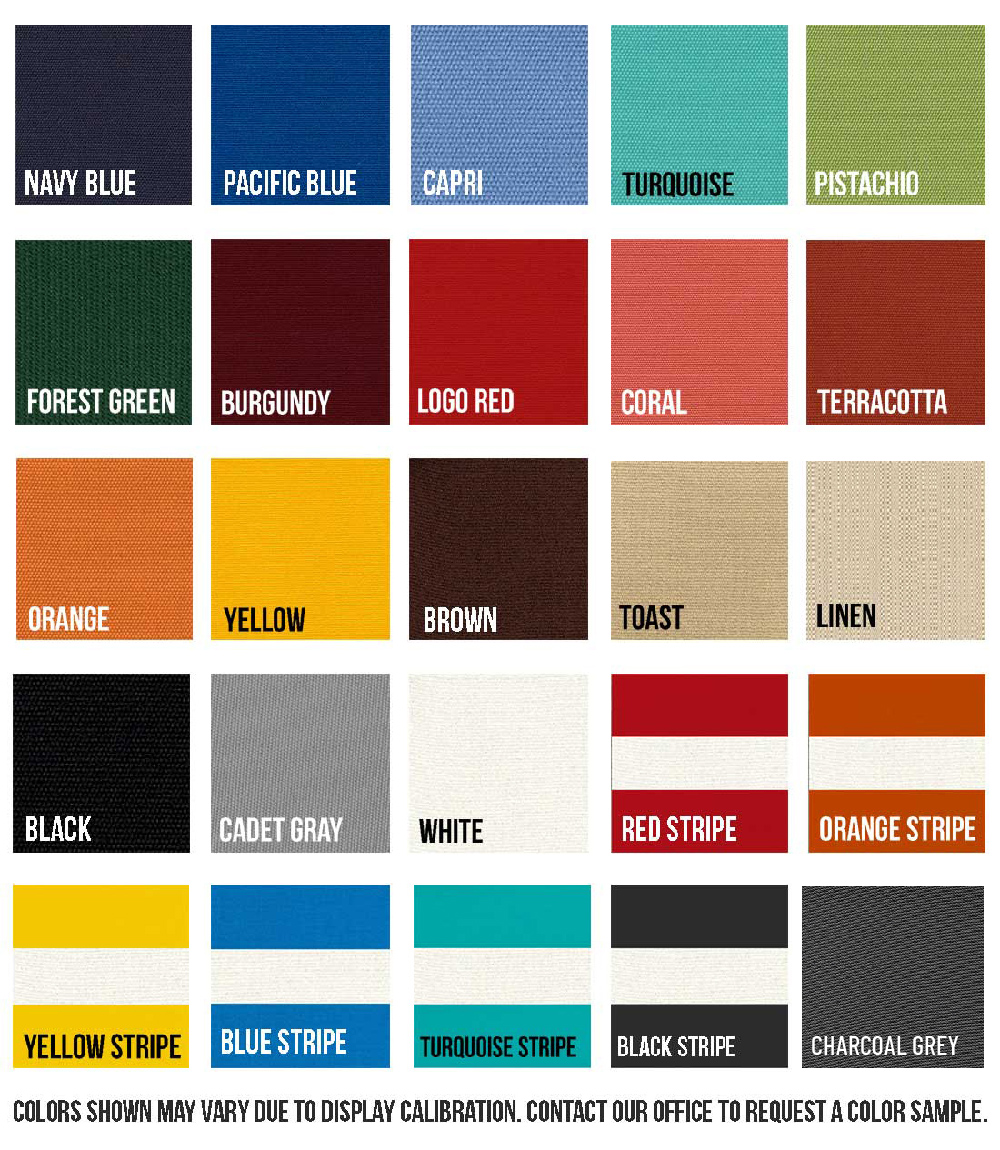 NAVY BLUE
PACIFIC BLUE
CAPRI
TURQUOISE
PISTACHIO
FOREST GREEN
BURGUNDY
LOGO RED
CORAL
TERRACOTTA
ORANGE
YELLOW
BROWN
TOAST
LINEN
BLACK
CADET GRAY
WHITE
RED STRIPE
ORANGE STRIPE
YELLOW STRIPE
BLUE STRIPE
TURQUOISE STRIPE
BLACK STRIPE
CHARCOAL GREY
COLORS SHOWN MAY VARY DUE TO DISPLAY CALIBRATION. CONTACT OUR OFFICE TO REQUEST A COLOR SAMPLE.